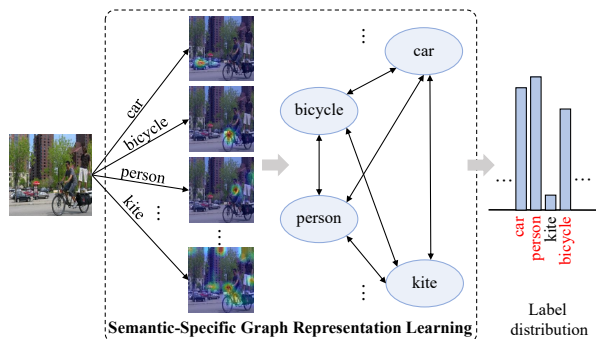 car
bicycle
person
kite
...
...
...
car
bicycle
person
kite
...
Semantic-Specific Graph Representation Learning
...
...
car
person
kite
bicycle
Label
distribution